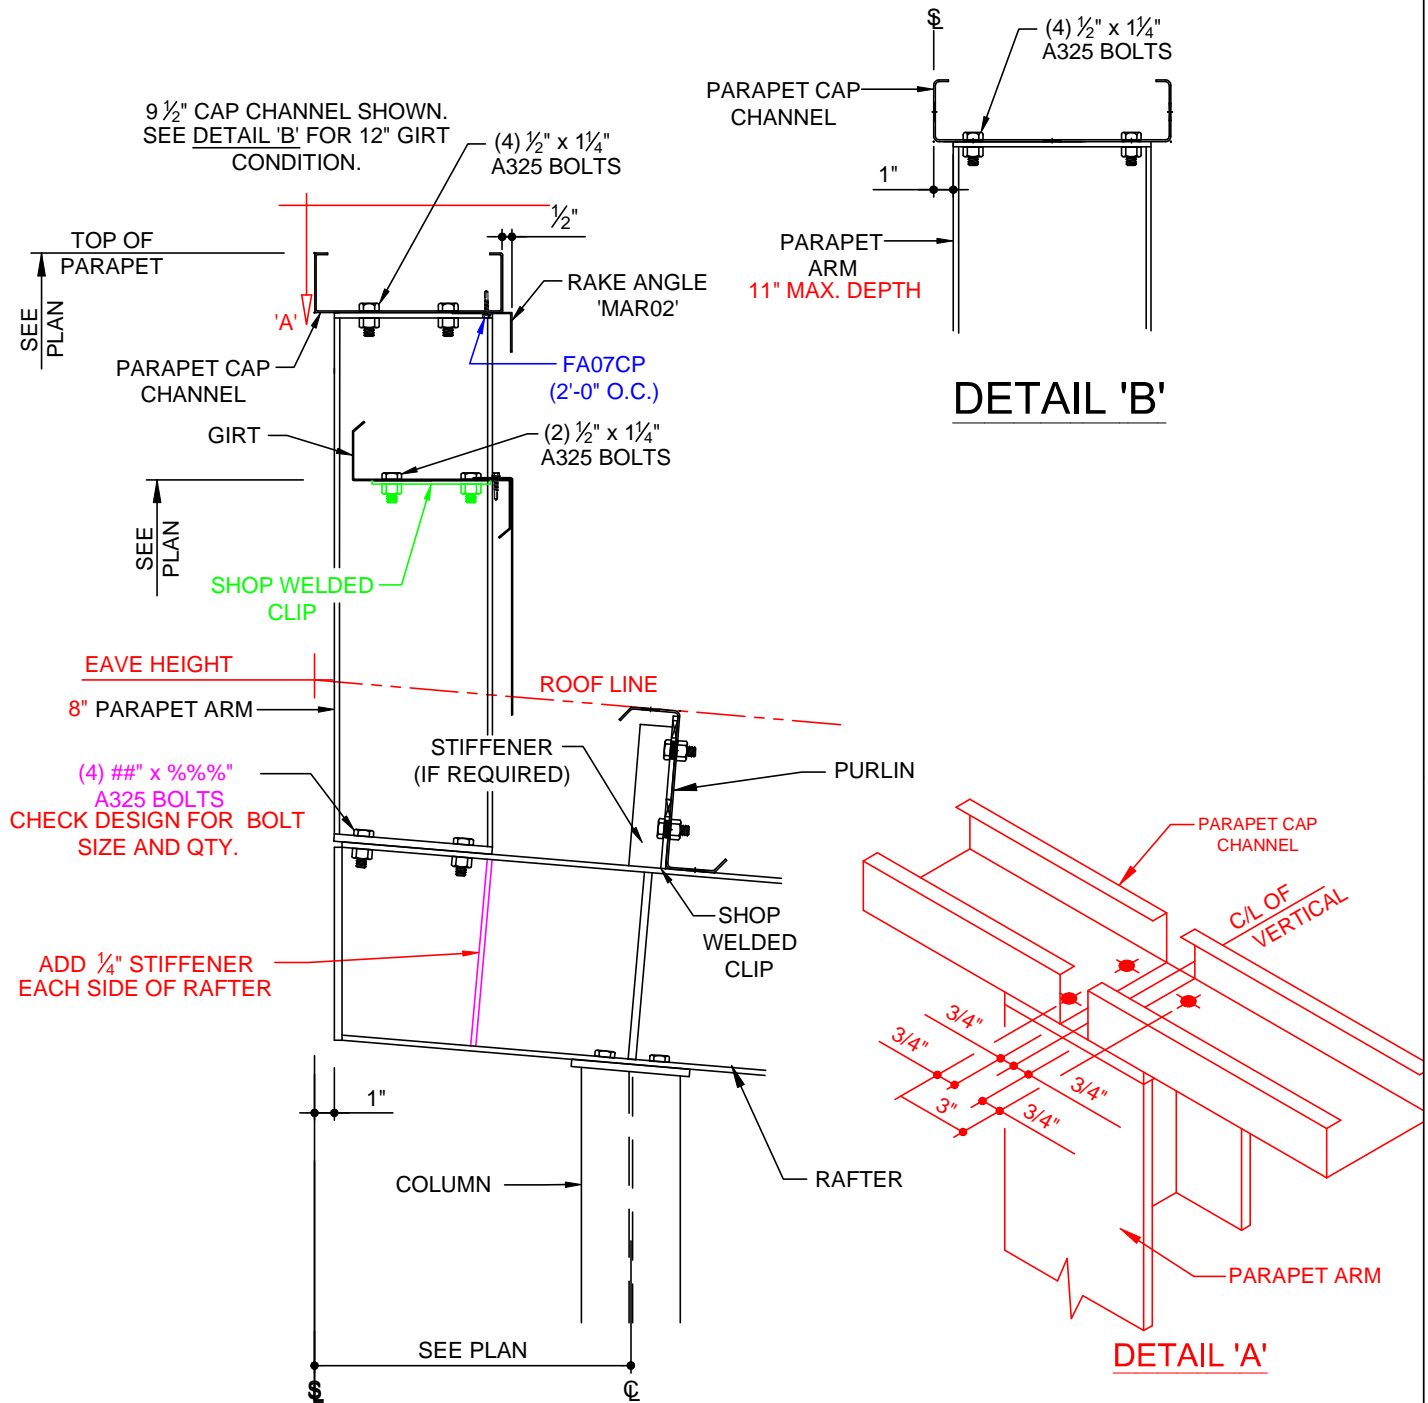 9 ½" CAP CHANNEL SHOWN.
SEE DETAIL 'B' FOR 12" GIRT
CONDITION.
(4) ½" x 1¼"
A325 BOLTS
½"
TOP OF
PARAPET
SEE
PLAN
'A'
RAKE ANGLE
'MAR02'
PARAPET CAP
CHANNEL
FA07CP
(2'-0" O.C.)
GIRT
(2) ½" x 1¼"
A325 BOLTS
SEE
PLAN
SHOP WELDED
CLIP
EAVE HEIGHT
ROOF LINE
8" PARAPET ARM
STIFFENER
(IF REQUIRED)
PURLIN
(4) ##" x %%%"
A325 BOLTS
CHECK DESIGN FOR BOLT
SIZE AND QTY.
SHOP
WELDED
CLIP
ADD ¼" STIFFENER
EACH SIDE OF RAFTER
1"
COLUMN
RAFTER
SEE PLAN
SL
CL
SL
(4) ½" x 1¼"
A325 BOLTS
PARAPET CAP
CHANNEL
1"
PARAPET
ARM
11" MAX. DEPTH
DETAIL 'B'
PARAPET CAP
CHANNEL
C/L OF
VERTICAL
3/4"
3/4"
3/4"
3"
3/4"
PARAPET ARM
DETAIL 'A'